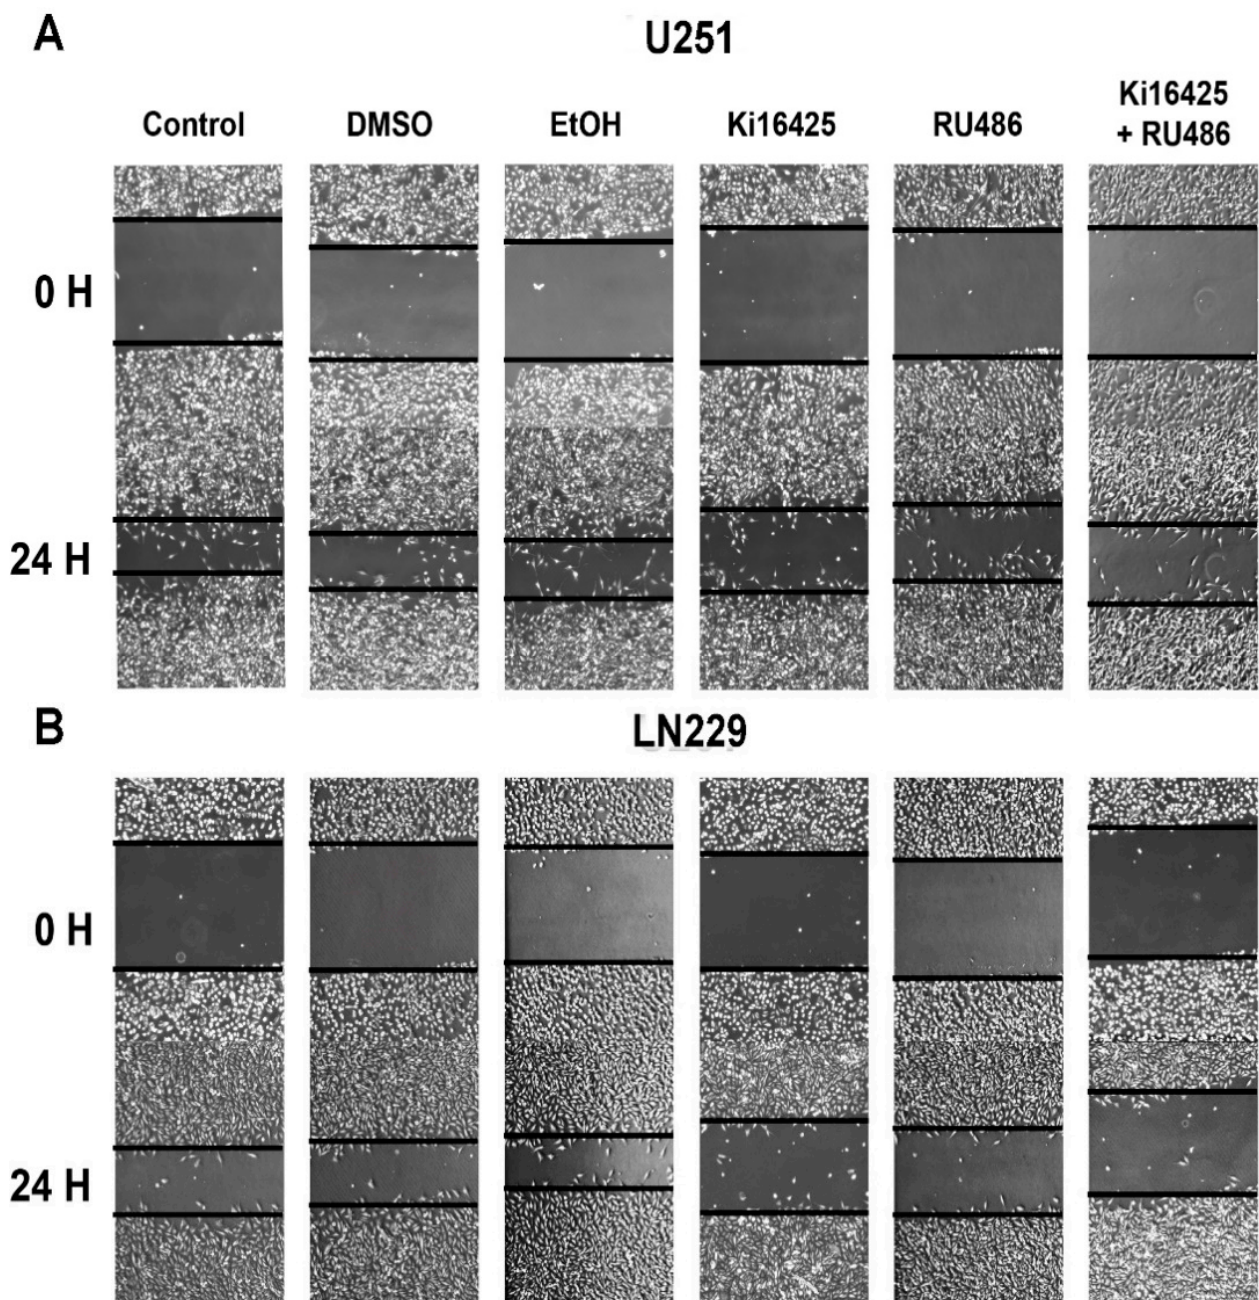 A
U251
Control DMSO EtOH Ki16425 RU486 Ki16425 + RU486
0 H
24 H
B
LN229
0 H
24 H